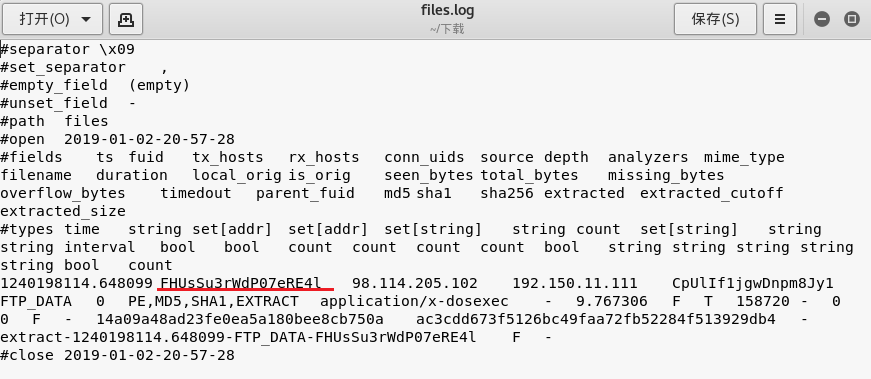 打开(O)
files.log
~/下载
保存(S)
#separator \x09
#set_separator ,
#empty_field (empty)
#unset_field -
#path files
#open 2019-01-02-20-57-28
#fields ts fuid tx_hosts rx_hosts conn_uids source depth analyzers mime_type
filename duration local_orig is_orig seen_bytes total_bytes missing_bytes
overflow_bytes timedout parent_fuid md5 sha1 sha256 extracted extracted_cutoff
extracted_size
#types time string set[addr] set[addr] set[string] string count set[string] string
string interval bool bool count count count count bool string string string string
string bool count
1240198114.648099 FHUsSu3rWdP07eRE4l 98.114.205.102 192.150.11.111 CpUlIf1jgwDnpm8Jy1
FTP_DATA 0 PE,MD5,SHA1,EXTRACT application/x-dosexec - 9.767306 F T 158720 - 0
0 F - 14a09a48ad23fe0ea5a180bee8cb750a ac3cdd673f5126bc49faa72fb52284f513929db4 -
extract-1240198114.648099-FTP_DATA-FHUsSu3rWdP07eRE4l F -
#close 2019-01-02-20-57-28